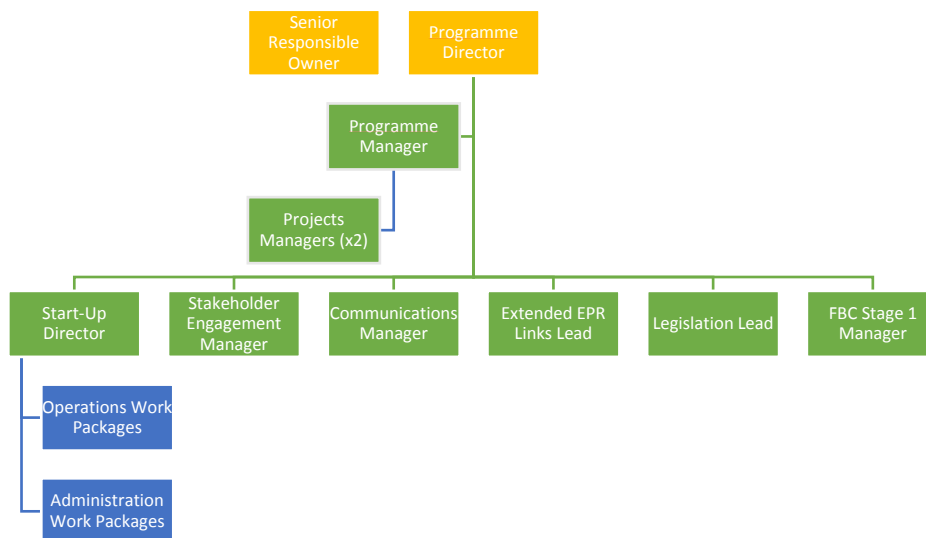 Senior
Responsible
Owner
Programme
Director
Programme
Manager
Projects
Managers (x2)
Start-Up
Director
Stakeholder
Engagement
Manager
Communications
Manager
Extended EPR
Links Lead
Legislation Lead
FBC Stage 1
Manager
Operations Work
Packages
Administration
Work Packages